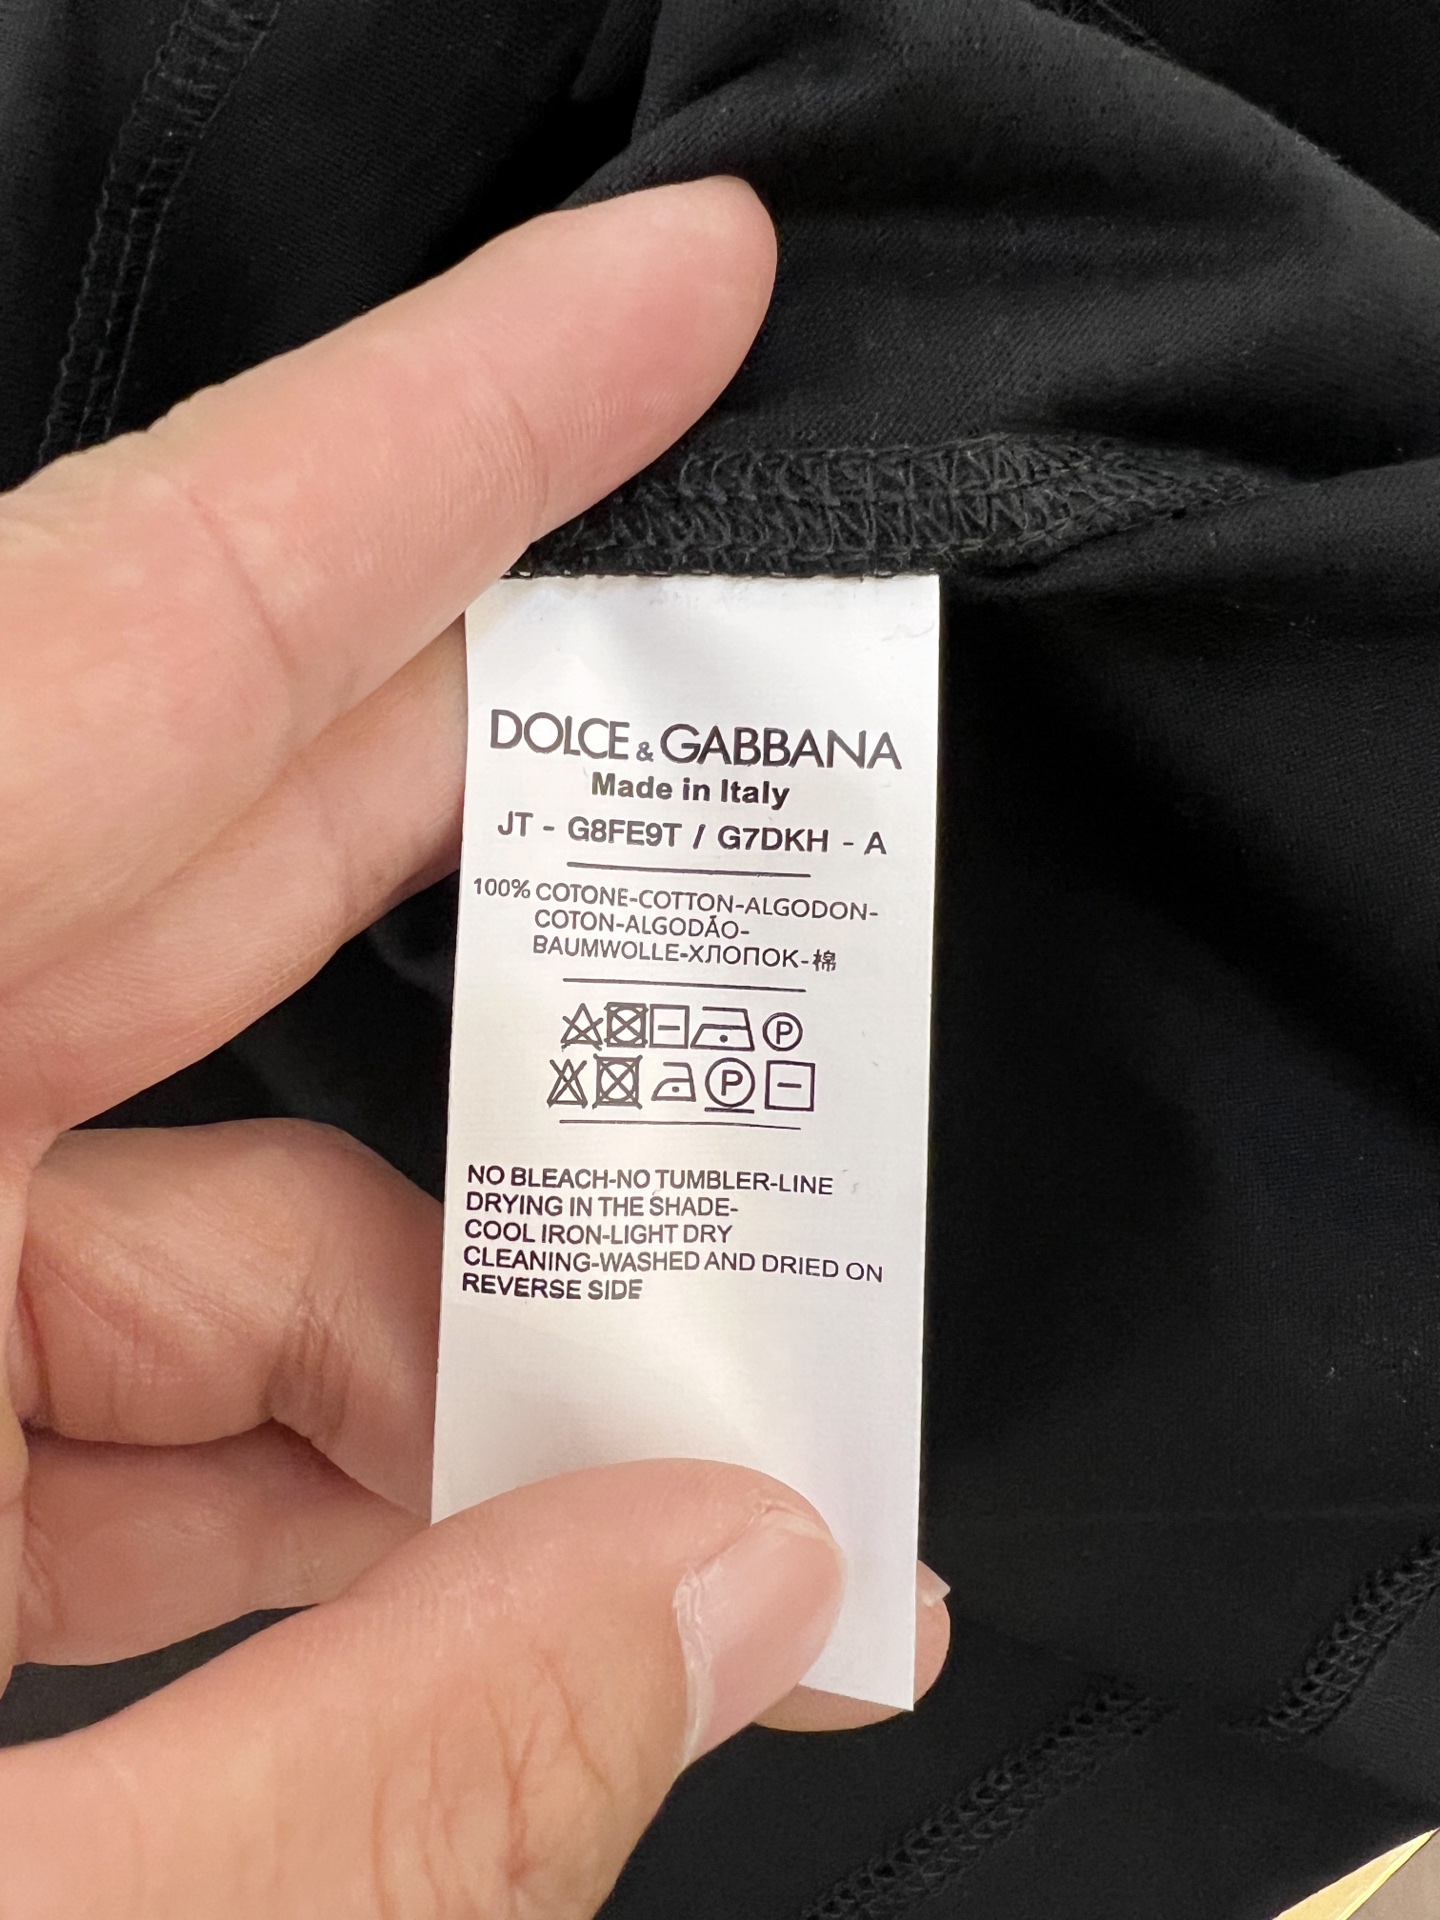 DOLCE & GABBANA
Made in Italy
JT - G8FE9T / G7DKH - A
100% COTONE-COTTON-ALGODON-
COTON-ALGODÃO-
BAUMWOLLE-ХЛОПОК-棉
P
P
NO BLEACH-NO TUMBLER-LINE
DRYING IN THE SHADE-
COOL IRON-LIGHT DRY
CLEANING-WASHED AND DRIED ON
REVERSE SIDE